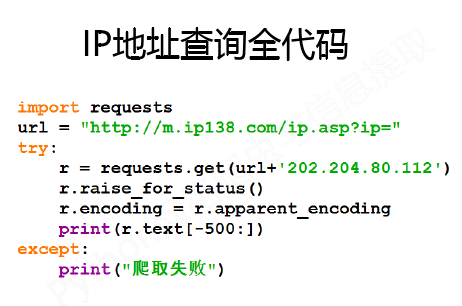 IP地址查询全代码
import requests
url = "http://m.ip138.com/ip.asp?ip="
try:
    r = requests.get(url+'202.204.80.112')
    r.raise_for_status()
    r.encoding = r.apparent_encoding
    print(r.text[-500:])
except:
    print("爬取失败")